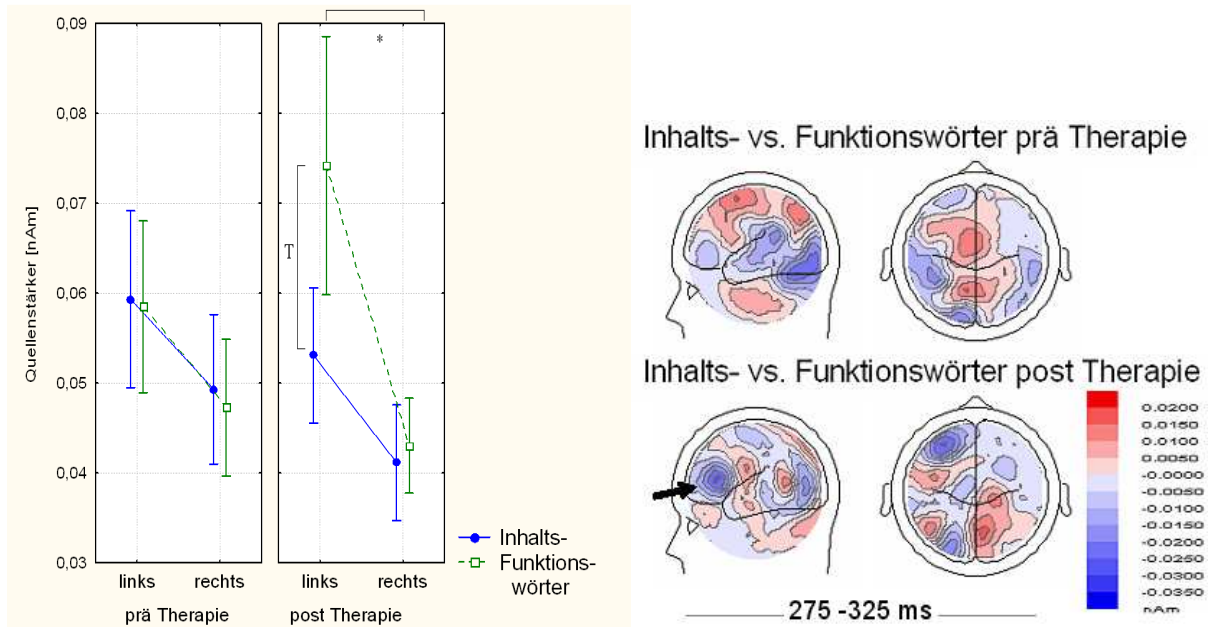 0,09
0,08
0,07
0,06
0,05
0,04
0,03
Quellenstärker [nAm]
*
T
links rechts links rechts
prä Therapie post Therapie
Inhalts-
Funktions-
wörter
Inhalts- vs. Funktionswörter prä Therapie
Inhalts- vs. Funktionswörter post Therapie
0.0200
0.0150
0.0100
0.0050
-0.0000
-0.0050
-0.0100
-0.0150
-0.0200
-0.0250
-0.0300
-0.0350
nAm
275 -325 ms